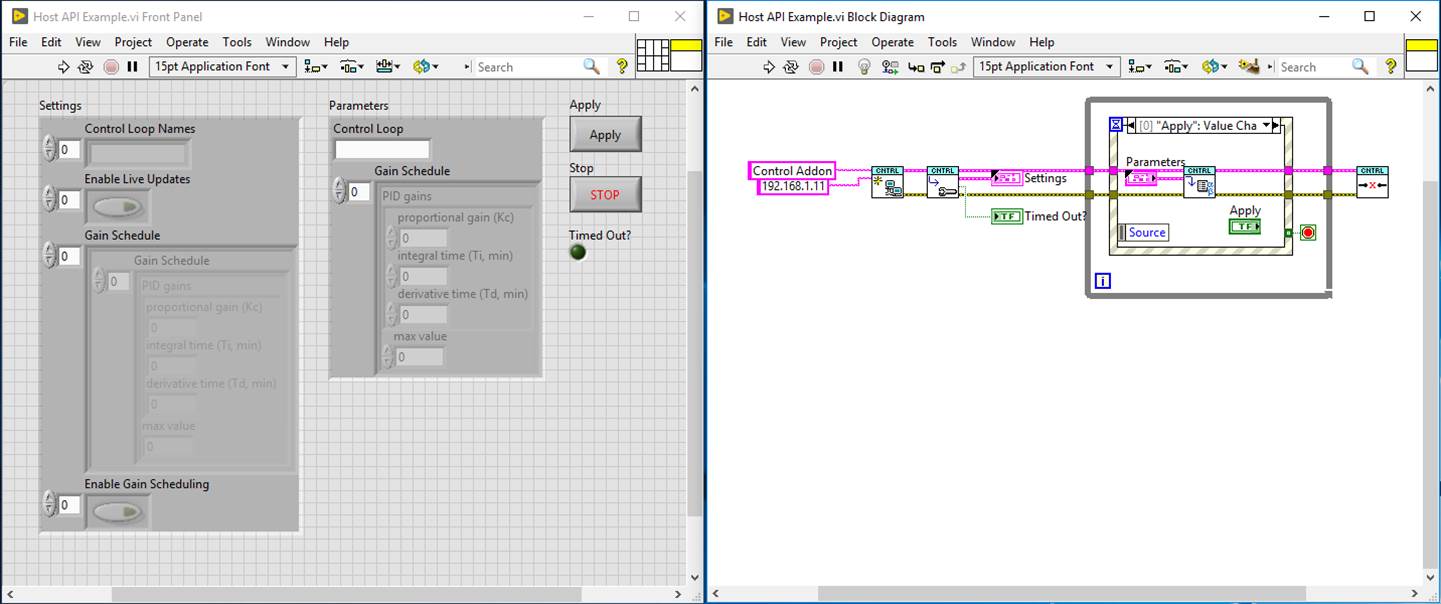 Host API Example.vi Front Panel
File Edit View Project Operate Tools Window Help
15pt Application Font
Search
Settings
Control Loop Names
0
Enable Live Updates
0
Gain Schedule
0
Gain Schedule
0
PID gains
proportional gain (Kc)
0
integral time (Ti, min)
0
derivative time (Td, min)
0
max value
0
Enable Gain Scheduling
0
Parameters
Control Loop
Gain Schedule
0
PID gains
proportional gain (Kc)
0
integral time (Ti, min)
0
derivative time (Td, min)
0
max value
0
Apply
Apply
Stop
STOP
Timed Out?
Host API Example.vi Block Diagram
File Edit View Project Operate Tools Window Help
15pt Application Font
Search
Control Addon
192.168.1.11
CNTRL
CNTRL
Settings
TF
Timed Out?
[0] "Apply": Value Cha
Parameters
CNTRL
Apply
TF
Source
i
CNTRL